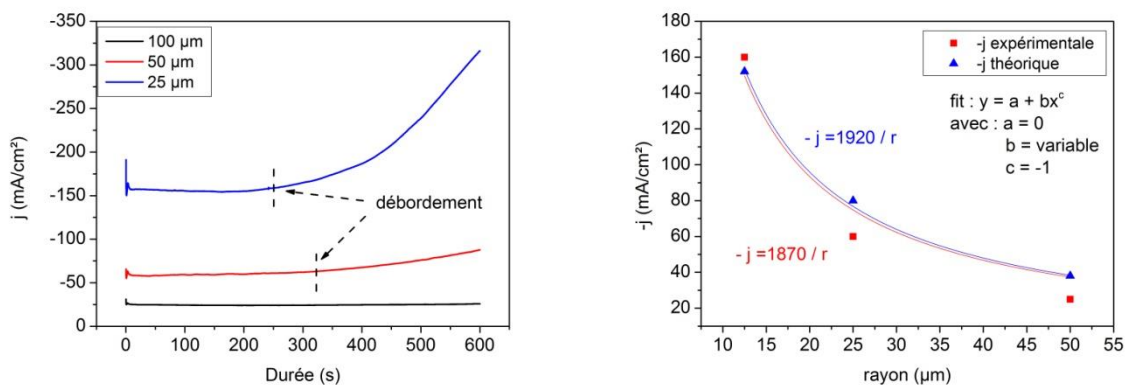 -350
-300
-250
-200
-150
-100
-50
0
j (mA/cm²)
100 µm
50 µm
25 µm
débordement
0 100 200 300 400 500 600
Durée (s)
160
140
120
100
80
60
40
20
-j (mA/cm²)
-j expérimentale
-j théorique
fit : y = a + bx^c
avec : a = 0
b = variable
c = -1
- j =1920 / r
- j =1870 / r
10 15 20 25 30 35 40 45 50 55
rayon (µm)